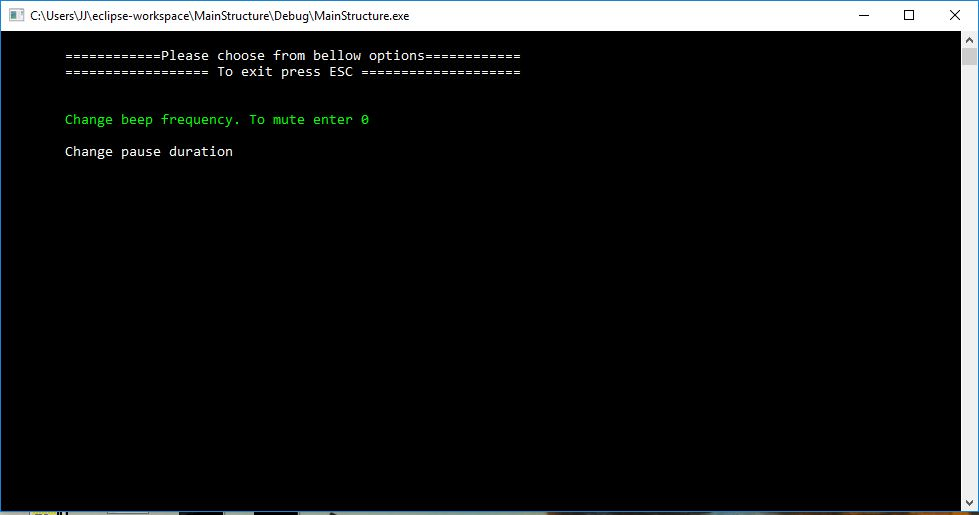 C:\Users\JJ\eclipse-workspace\MainStructure\Debug\MainStructure.exe
============Please choose from bellow options============
================== To exit press ESC ====================
Change beep frequency. To mute enter 0
Change pause duration